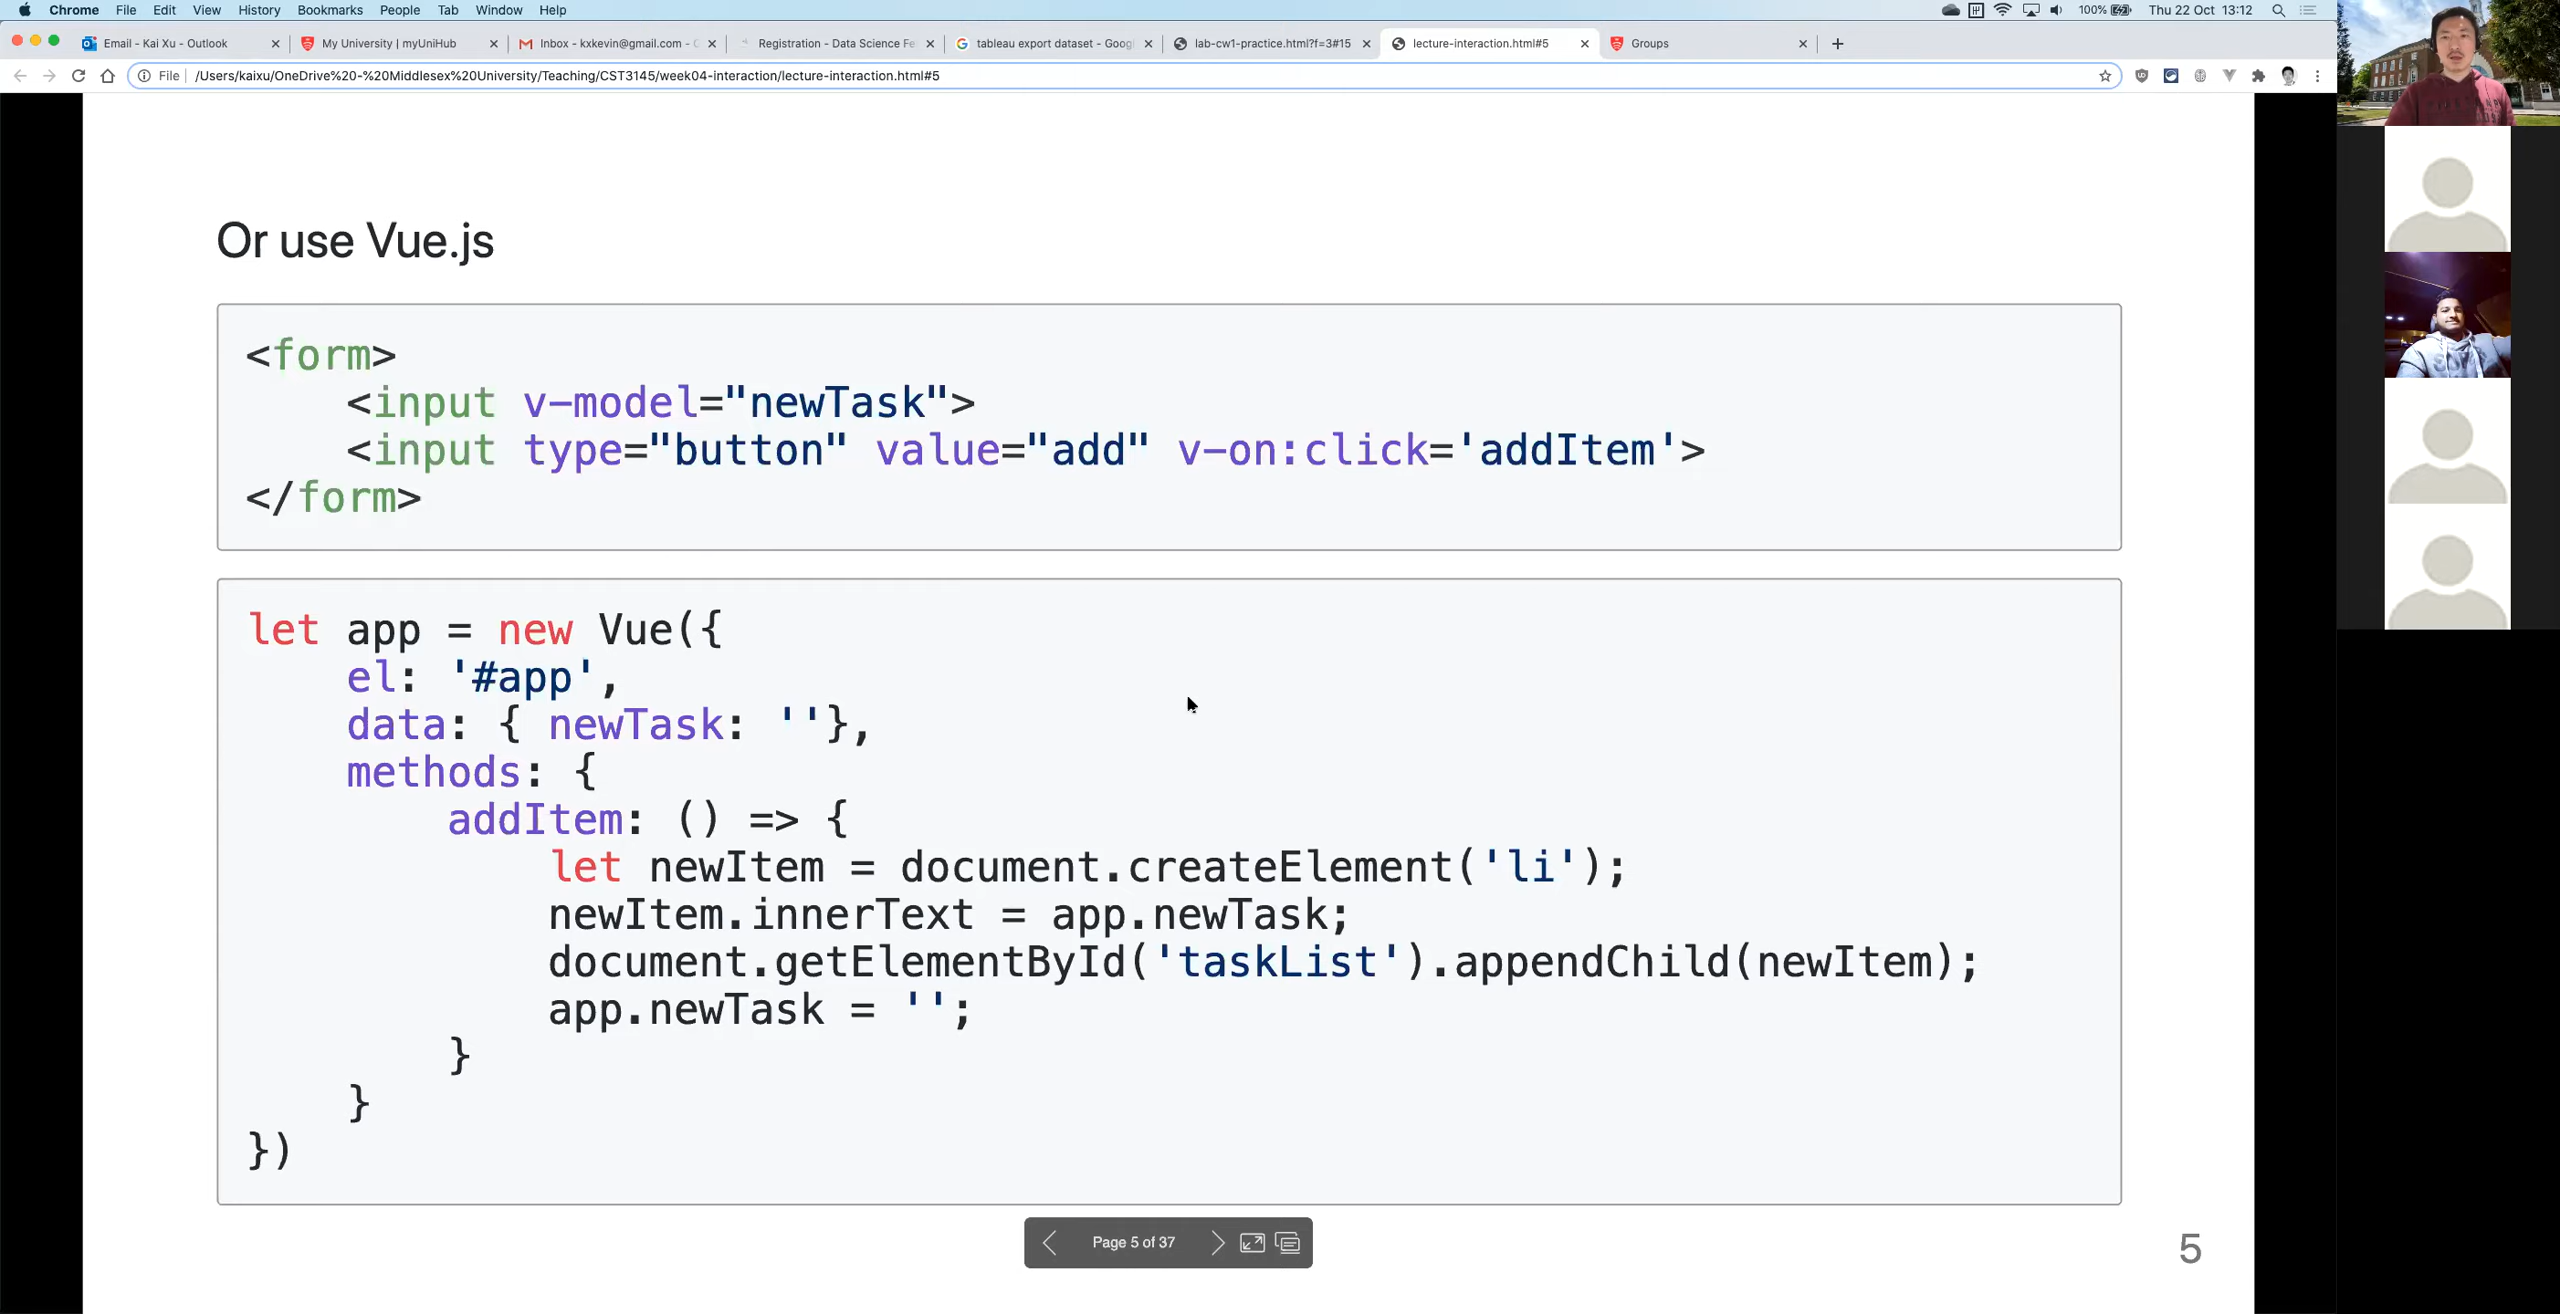 Chrome File Edit View History Bookmarks People Tab Window Help 100% Thu 22 Oct 13:12
Email - Kai Xu - Outlook My University | myUniHub Inbox - kxkevin@gmail.com - Registration - Data Science Fe tableau export dataset - Goog lab-cw1-practice.html?f=3#15 lecture-interaction.html#5 Groups
File /Users/kaixu/OneDrive%20-%20Middlesex%20University/Teaching/CST3145/week04-interaction/lecture-interaction.html#5
Or use Vue.js
<form>
    <input v-model="newTask">
    <input type="button" value="add" v-on:click='addItem'>
</form>
let app = new Vue({
    el: '#app',
    data: { newTask: ''},
    methods: {
        addItem: () => {
            let newItem = document.createElement('li');
            newItem.innerText = app.newTask;
            document.getElementById('taskList').appendChild(newItem);
            app.newTask = '';
        }
    }
})
Page 5 of 37
5